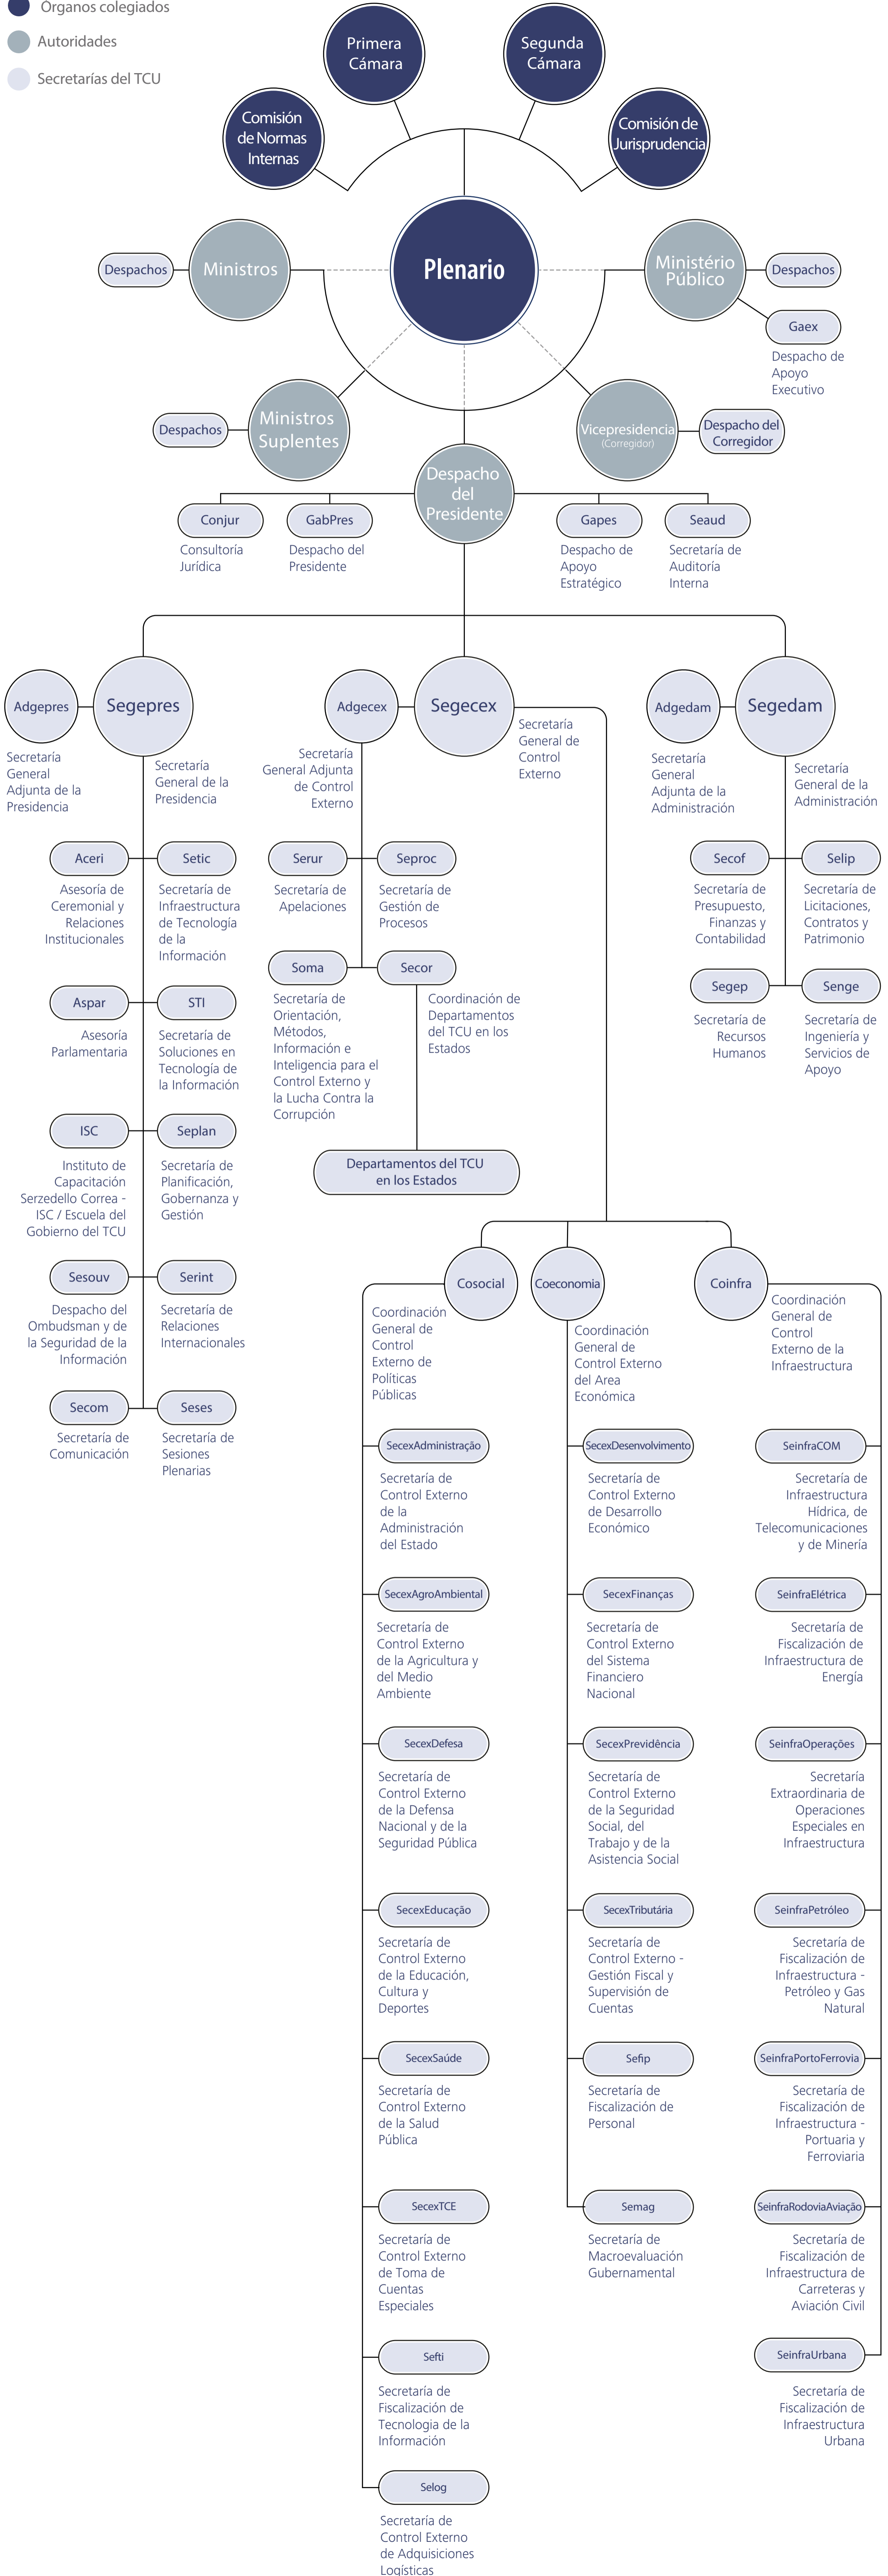 Órganos colegiados
Autoridades
Secretarías del TCU
Primera
Cámara
Segunda
Cámara
Comisión
de Normas
Internas
Comisión de
Jurisprudencia
Plenario
Despachos
Ministros
Ministério
Público
Despachos
Gaex
Despacho de
Apoyo
Executivo
Despachos
Ministros
Suplentes
Vicepresidencia
(Corregidor)
Despacho del
Corregidor
Despacho
del
Presidente
Conjur
Consultoría
Jurídica
GabPres
Despacho del
Presidente
Gapes
Despacho de
Apoyo
Estratégico
Seaud
Secretaría de
Auditoría
Interna
Adgepres
Secretaría
General
Adjunta de la
Presidencia
Segepres
Secretaría
General de la
Presidencia
Adgecex
Secretaría
General Adjunta
de Control
Externo
Segecex
Secretaría
General de
Control
Externo
Adgedam
Secretaría
General
Adjunta de la
Administración
Segedam
Secretaría
General de la
Administración
Aceri
Asesoría de
Ceremonial y
Relaciones
Institucionales
Setic
Secretaría de
Infraestructura
de Tecnología
de la
Información
Aspar
Asesoría
Parlamentaria
STI
Secretaría de
Soluciones en
Tecnología de
la Información
ISC
Instituto de
Capacitación
Serzedello Correa -
ISC / Escuela del
Gobierno del TCU
Seplan
Secretaría de
Planificación,
Gobernanza y
Gestión
Sesouv
Despacho del
Ombudsman y de
la Seguridad de la
Información
Serint
Secretaría de
Relaciones
Internacionales
Secom
Secretaría de
Comunicación
Seses
Secretaría de
Sesiones
Plenarias
Serur
Secretaría de
Apelaciones
Seproc
Secretaría de
Gestión de
Procesos
Soma
Secretaría de
Orientación,
Métodos,
Información e
Inteligencia para el
Control Externo y
la Lucha Contra la
Corrupción
Secor
Coordinación de
Departamentos
del TCU en los
Estados
Departamentos del TCU
en los Estados
Secof
Secretaría de
Presupuesto,
Finanzas y
Contabilidad
Selip
Secretaría de
Licitaciones,
Contratos y
Patrimonio
Segep
Secretaría de
Recursos
Humanos
Senge
Secretaría de
Ingeniería y
Servicios de
Apoyo
Cosocial
Coordinación
General de
Control
Externo de
Políticas
Públicas
Coeconomia
Coordinación
General de
Control Externo
del Area
Económica
Coinfra
Coordinación
General de
Control
Externo de la
Infraestructura
SecexAdministração
Secretaría de
Control Externo
de la
Administración
del Estado
SecexAgroAmbiental
Secretaría de
Control Externo
de la Agricultura y
del Medio
Ambiente
SecexDefesa
Secretaría de
Control Externo
de la Defensa
Nacional y de la
Seguridad Pública
SecexEducação
Secretaría de
Control Externo
de la Educación,
Cultura y
Deportes
SecexSaúde
Secretaría de
Control Externo
de la Salud
Pública
SecexTCE
Secretaría de
Control Externo
de Toma de
Cuentas
Especiales
Sefti
Secretaría de
Fiscalización de
Tecnologia de la
Información
Selog
Secretaría de
Control Externo
de Adquisiciones
Logísticas
SecexDesenvolvimento
Secretaría de
Control Externo
de Desarrollo
Económico
SecexFinanças
Secretaría de
Control Externo
del Sistema
Financiero
Nacional
SecexPrevidência
Secretaría de
Control Externo
de la Seguridad
Social, del
Trabajo y de la
Asistencia Social
SecexTributária
Secretaría de
Control Externo -
Gestión Fiscal y
Supervisión de
Cuentas
Sefip
Secretaría de
Fiscalización de
Personal
Semag
Secretaría de
Macroevaluación
Gubernamental
SeinfraCOM
Secretaría de
Infraestructura
Hídrica, de
Telecomunicaciones
y de Minería
SeinfraElétrica
Secretaría de
Fiscalización de
Infraestructura de
Energía
SeinfraOperações
Secretaría
Extraordinaria de
Operaciones
Especiales en
Infraestructura
SeinfraPetróleo
Secretaría de
Fiscalización de
Infraestructura -
Petróleo y Gas
Natural
SeinfraPortoFerrovia
Secretaría de
Fiscalización de
Infraestructura -
Portuaria y
Ferroviaria
SeinfraRodoviaAviação
Secretaría de
Fiscalización de
Infraestructura de
Carreteras y
Aviación Civil
SeinfraUrbana
Secretaría de
Fiscalización de
Infraestructura
Urbana